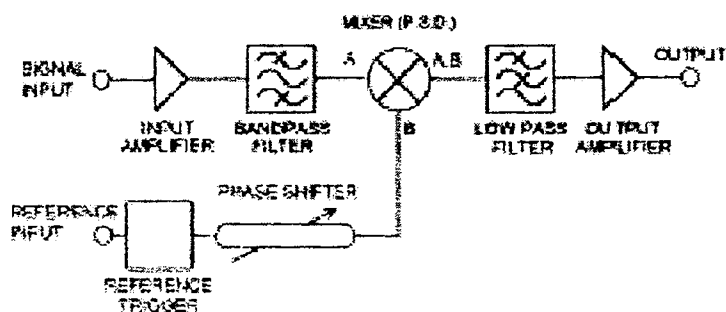 MIXER (P.S.D.)
SIGNAL
INPUT
A
A.B
OUTPUT
INPUT
AMPLIFIER
BANDPASS
FILTER
B
LOW PASS
FILTER
OUTPUT
AMPLIFIER
PHASE SHIFTER
REFERENCE
INPUT
REFERENCE
TRIGGER